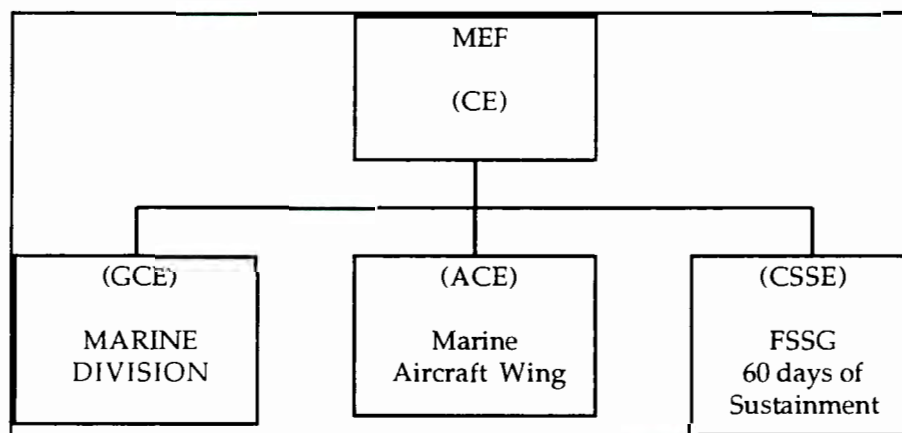 MEF
(CE)
(GCE)
MARINE
DIVISION
(ACE)
Marine
Aircraft Wing
(CSSE)
FSSG
60 days of
Sustainment